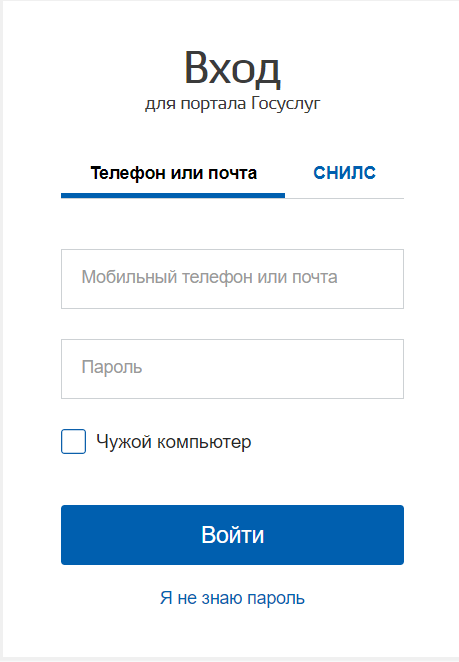 Вход
для портала Госуслуг
Телефон или почта СНИЛС
Мобильный телефон или почта
Пароль
Чужой компьютер
Войти
Я не знаю пароль